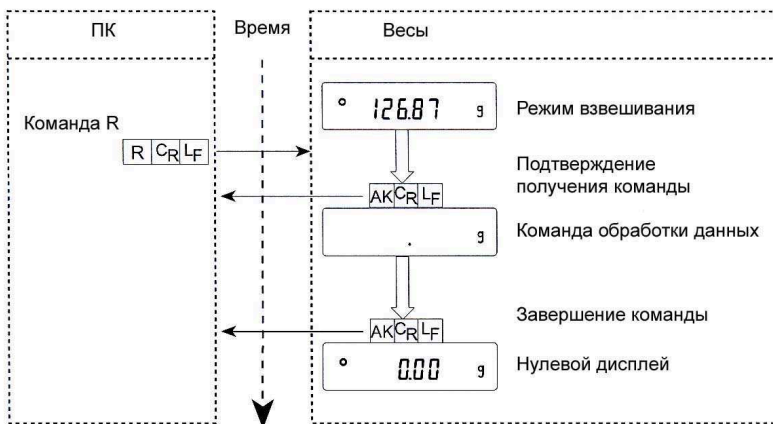 ПК
Время
Весы
126.87 g
Режим взвешивания
Команда R
R CR LF
Подтверждение
получения команды
AK CR LF
. g
Команда обработки данных
Завершение команды
AK CR LF
0.00 g
Нулевой дисплей